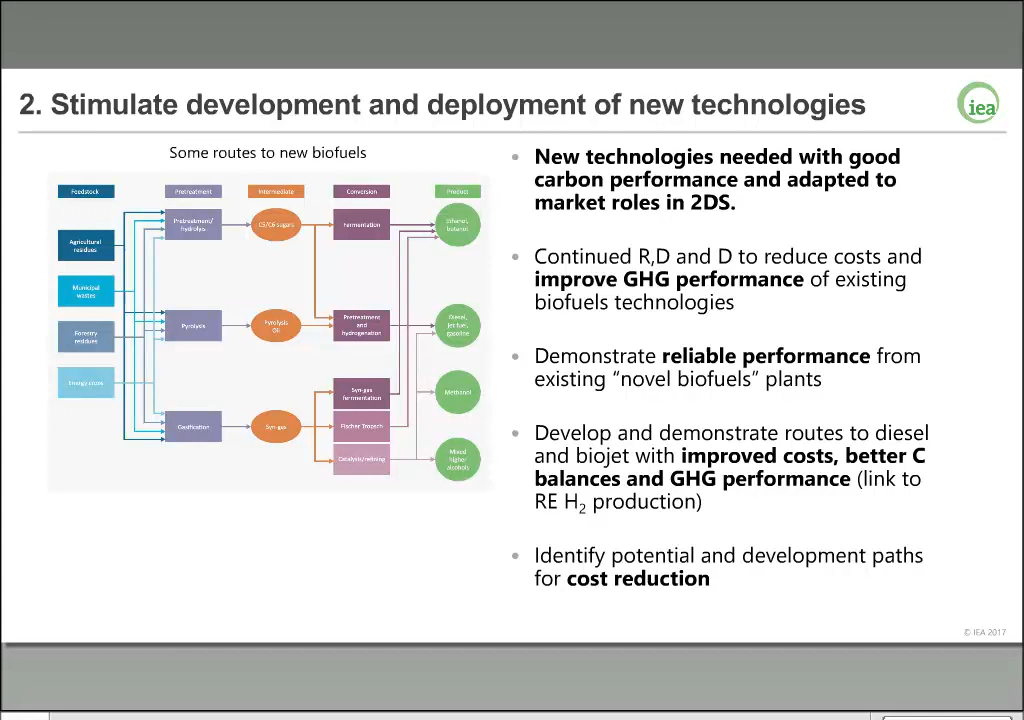 2. Stimulate development and deployment of new technologies
iea
Some routes to new biofuels
Feedstock
Pretreatment
Intermediate
Conversion
Product
Agricultural
residues
Municipal
wastes
Forestry
residues
Energy crops
Pretreatment/
hydrolysis
Pyrolysis
Gasification
C5/C6 sugars
Pyrolysis
Oil
Syn-gas
Fermentation
Pretreatment
and
hydrogenation
Syn-gas
fermentation
Fischer Tropsch
Catalysis/refining
Ethanol,
butanol
Diesel,
jet fuel,
gasoline
Methanol
Mixed
higher
alcohols
• New technologies needed with good
carbon performance and adapted to
market roles in 2DS.
• Continued R,D and D to reduce costs and
improve GHG performance of existing
biofuels technologies
• Demonstrate reliable performance from
existing “novel biofuels” plants
• Develop and demonstrate routes to diesel
and biojet with improved costs, better C
balances and GHG performance (link to
RE H₂ production)
• Identify potential and development paths
for cost reduction
© IEA 2017